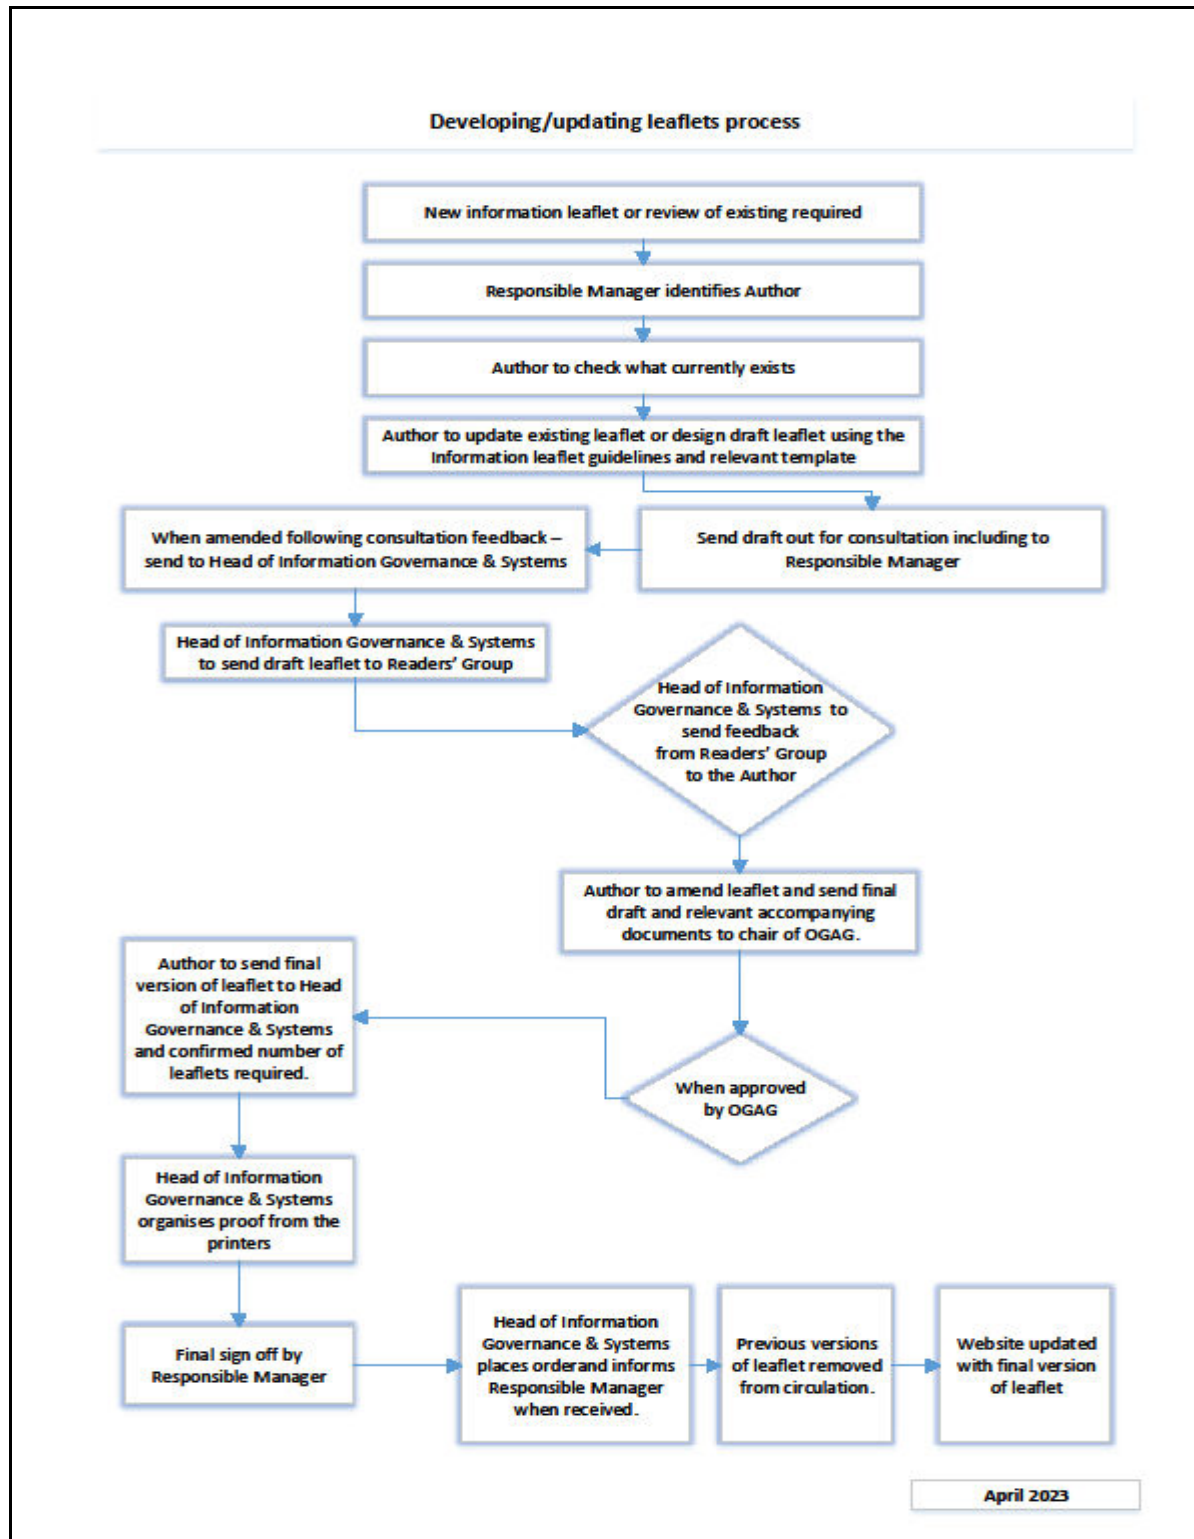 Developing/updating leaflets process
New information leaflet or review of existing required
Responsible Manager identifies Author
Author to check what currently exists
Author to update existing leaflet or design draft leaflet using the
Information leaflet guidelines and relevant template
Send draft out for consultation including to
Responsible Manager
When amended following consultation feedback –
send to Head of Information Governance & Systems
Head of Information Governance & Systems
to send draft leaflet to Readers' Group
Head of Information
Governance & Systems to
send feedback
from Readers' Group
to the Author
Author to amend leaflet and send final
draft and relevant accompanying
documents to chair of OGAG.
When approved
by OGAG
Author to send final
version of leaflet to Head
of Information
Governance & Systems
and confirmed number of
leaflets required.
Head of Information
Governance & Systems
organises proof from the
printers
Final sign off by
Responsible Manager
Head of Information
Governance & Systems
places orderand informs
Responsible Manager
when received.
Previous versions
of leaflet removed
from circulation.
Website updated
with final version
of leaflet
April 2023